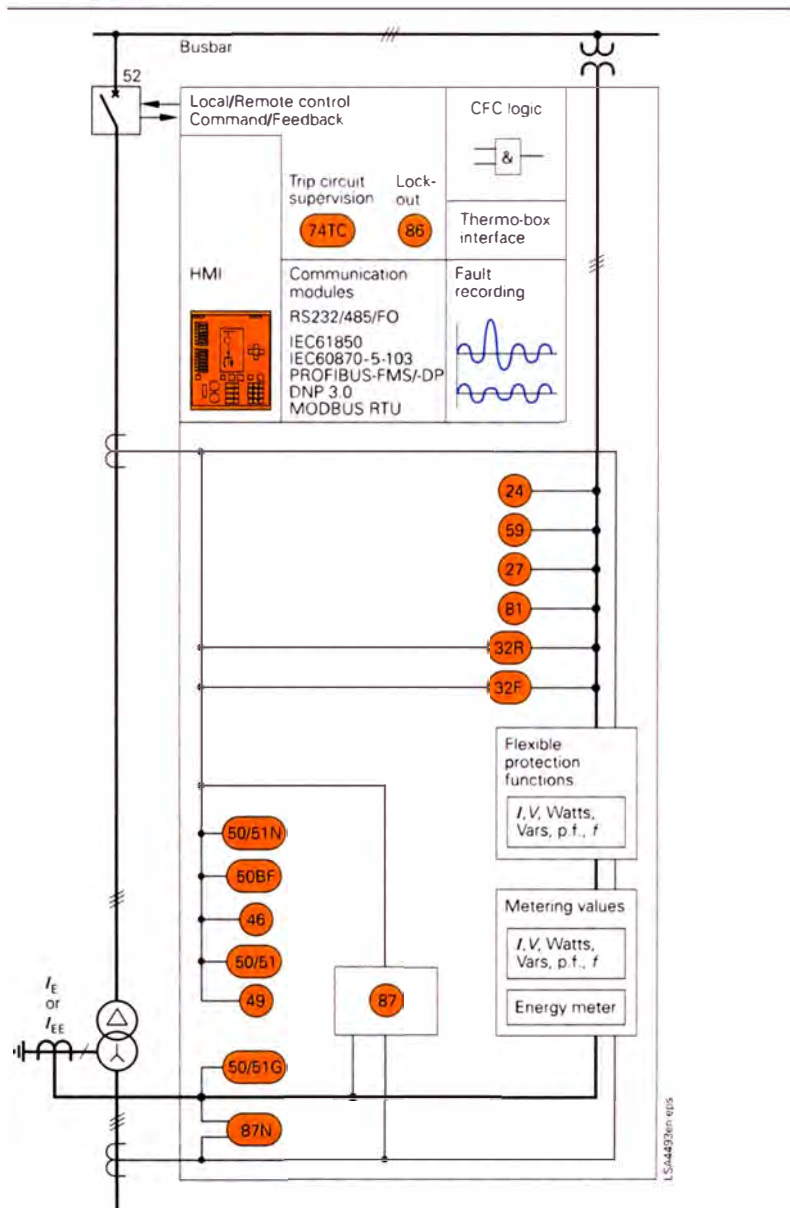 Busbar
52
Local/Remote control
Command/Feedback
CFC logic
&
Trip circuit
supervision
74TC
Lock-
out
86
Thermo-box
interface
HMI
Communication
modules
RS232/485/FO
IEC61850
IEC60870-5-103
PROFIBUS-FMS/-DP
DNP 3.0
MODBUS RTU
Fault
recording
24
59
27
81
32R
32F
Flexible
protection
functions
I, V, Watts,
Vars, p.f., f
50/51N
50BF
46
50/51
49
87
Metering values
I, V, Watts,
Vars, p.f., f
Energy meter
IE
or
IEE
50/51G
87N
LSA4493en.eps